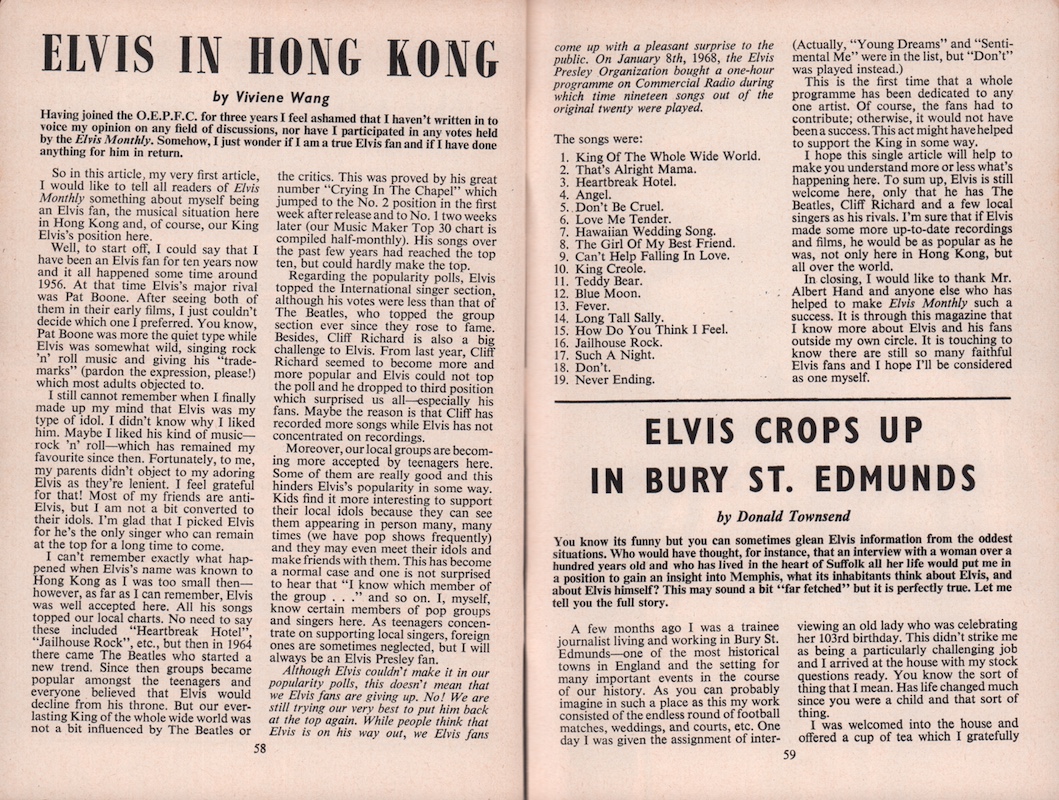 ELVIS IN HONG KONG
by Viviene Wang
Having joined the O.E.P.F.C. for three years I feel ashamed that I haven't written in to
voice my opinion on any field of discussions, nor have I participated in any votes held
by the Elvis Monthly. Somehow, I just wonder if I am a true Elvis fan and if I have done
anything for him in return.
So in this article, my very first article,
I would like to tell all readers of Elvis
Monthly something about myself being
an Elvis fan, the musical situation here
in Hong Kong and, of course, our King
Elvis's position here.
Well, to start off, I could say that I
have been an Elvis fan for ten years now
and it all happened some time around
1956. At that time Elvis's major rival
was Pat Boone. After seeing both of
them in their early films, I just couldn't
decide which one I preferred. You know,
Pat Boone was more the quiet type while
Elvis was somewhat wild, singing rock
'n' roll music and giving his "trade-
marks" (pardon the expression, please!)
which most adults objected to.
I still cannot remember when I finally
made up my mind that Elvis was my
type of idol. I didn't know why I liked
him. Maybe I liked his kind of music—
rock 'n' roll—which has remained my
favourite since then. Fortunately, to me,
my parents didn't object to my adoring
Elvis as they're lenient. I feel grateful
for that! Most of my friends are anti-
Elvis, but I am not a bit converted to
their idols. I'm glad that I picked Elvis
for he's the only singer who can remain
at the top for a long time to come.
I can't remember exactly what hap-
pened when Elvis's name was known to
Hong Kong as I was too small then—
however, as far as I can remember, Elvis
was well accepted here. All his songs
topped our local charts. No need to say
these included "Heartbreak Hotel",
"Jailhouse Rock", etc., but then in 1964
there came The Beatles who started a
new trend. Since then groups became
popular amongst the teenagers and
everyone believed that Elvis would
decline from his throne. But our ever-
lasting King of the whole wide world was
not a bit influenced by The Beatles or
the critics. This was proved by his great
number "Crying In The Chapel" which
jumped to the No. 2 position in the first
week after release and to No. 1 two weeks
later (our Music Maker Top 30 chart is
compiled half-monthly). His songs over
the past few years had reached the top
ten, but could hardly make the top.
Regarding the popularity polls, Elvis
topped the International singer section,
although his votes were less than that of
The Beatles, who topped the group
section ever since they rose to fame.
Besides, Cliff Richard is also a big
challenge to Elvis. From last year, Cliff
Richard seemed to become more and
more popular and Elvis could not top
the poll and he dropped to third position
which surprised us all—especially his
fans. Maybe the reason is that Cliff has
recorded more songs while Elvis has not
concentrated on recordings.
Moreover, our local groups are becom-
ing more accepted by teenagers here.
Some of them are really good and this
hinders Elvis's popularity in some way.
Kids find it more interesting to support
their local idols because they can see
them appearing in person many, many
times (we have pop shows frequently)
and they may even meet their idols and
make friends with them. This has become
a normal case and one is not surprised
to hear that "I know which member of
the group . . ." and so on. I, myself,
know certain members of pop groups
and singers here. As teenagers concen-
trate on supporting local singers, foreign
ones are sometimes neglected, but I will
always be an Elvis Presley fan.
Although Elvis couldn't make it in our
popularity polls, this doesn't mean that
we Elvis fans are giving up. No! We are
still trying our very best to put him back
at the top again. While people think that
Elvis is on his way out, we Elvis fans
58
come up with a pleasant surprise to the
public. On January 8th, 1968, the Elvis
Presley Organization bought a one-hour
programme on Commercial Radio during
which time nineteen songs out of the
original twenty were played.
The songs were:
1. King Of The Whole Wide World.
2. That's Alright Mama.
3. Heartbreak Hotel.
4. Angel.
5. Don't Be Cruel.
6. Love Me Tender.
7. Hawaiian Wedding Song.
8. The Girl Of My Best Friend.
9. Can't Help Falling In Love.
10. King Creole.
11. Teddy Bear.
12. Blue Moon.
13. Fever.
14. Long Tall Sally.
15. How Do You Think I Feel.
16. Jailhouse Rock.
17. Such A Night.
18. Don't.
19. Never Ending.
(Actually, "Young Dreams" and "Senti-
mental Me" were in the list, but "Don't"
was played instead.)
This is the first time that a whole
programme has been dedicated to any
one artist. Of course, the fans had to
contribute; otherwise, it would not have
been a success. This act might have helped
to support the King in some way.
I hope this single article will help to
make you understand more or less what's
happening here. To sum up, Elvis is still
welcome here, only that he has The
Beatles, Cliff Richard and a few local
singers as his rivals. I'm sure that if Elvis
made some more up-to-date recordings
and films, he would be as popular as he
was, not only here in Hong Kong, but
all over the world.
In closing, I would like to thank Mr.
Albert Hand and anyone else who has
helped to make Elvis Monthly such a
success. It is through this magazine that
I know more about Elvis and his fans
outside my own circle. It is touching to
know there are still so many faithful
Elvis fans and I hope I'll be considered
as one myself.
ELVIS CROPS UP
IN BURY ST. EDMUNDS
by Donald Townsend
You know its funny but you can sometimes glean Elvis information from the oddest
situations. Who would have thought, for instance, that an interview with a woman over a
hundred years old and who has lived in the heart of Suffolk all her life would put me in
a position to gain an insight into Memphis, what its inhabitants think about Elvis, and
about Elvis himself? This may sound a bit "far fetched" but it is perfectly true. Let me
tell you the full story.
A few months ago I was a trainee
journalist living and working in Bury St.
Edmunds—one of the most historical
towns in England and the setting for
many important events in the course
of our history. As you can probably
imagine in such a place as this my work
consisted of the endless round of football
matches, weddings, and courts, etc. One
day I was given the assignment of inter-
viewing an old lady who was celebrating
her 103rd birthday. This didn't strike me
as being a particularly challenging job
and I arrived at the house with my stock
questions ready. You know the sort of
thing that I mean. Has life changed much
since you were a child and that sort of
thing.
I was welcomed into the house and
offered a cup of tea which I gratefully
59